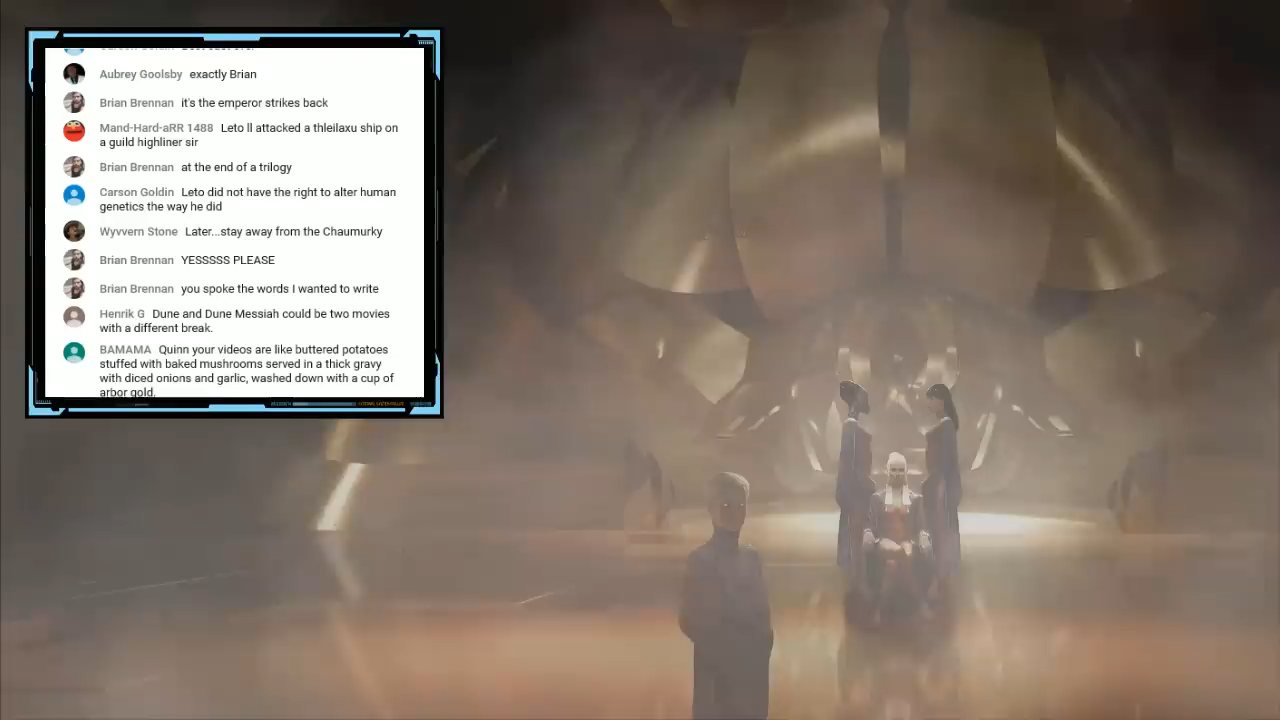 Aubrey Goolsby exactly Brian
Brian Brennan it's the emperor strikes back
Mand-Hard-aRR 1488 Leto ll attacked a thleilaxu ship on
a guild highliner sir
Brian Brennan at the end of a trilogy
Carson Goldin Leto did not have the right to alter human
genetics the way he did
Wyvvern Stone Later...stay away from the Chaumurky
Brian Brennan YESSSSS PLEASE
Brian Brennan you spoke the words I wanted to write
Henrik G Dune and Dune Messiah could be two movies
with a different break.
BAMAMA Quinn your videos are like buttered potatoes
stuffed with baked mushrooms served in a thick gravy
with diced onions and garlic, washed down with a cup of
arbor gold,